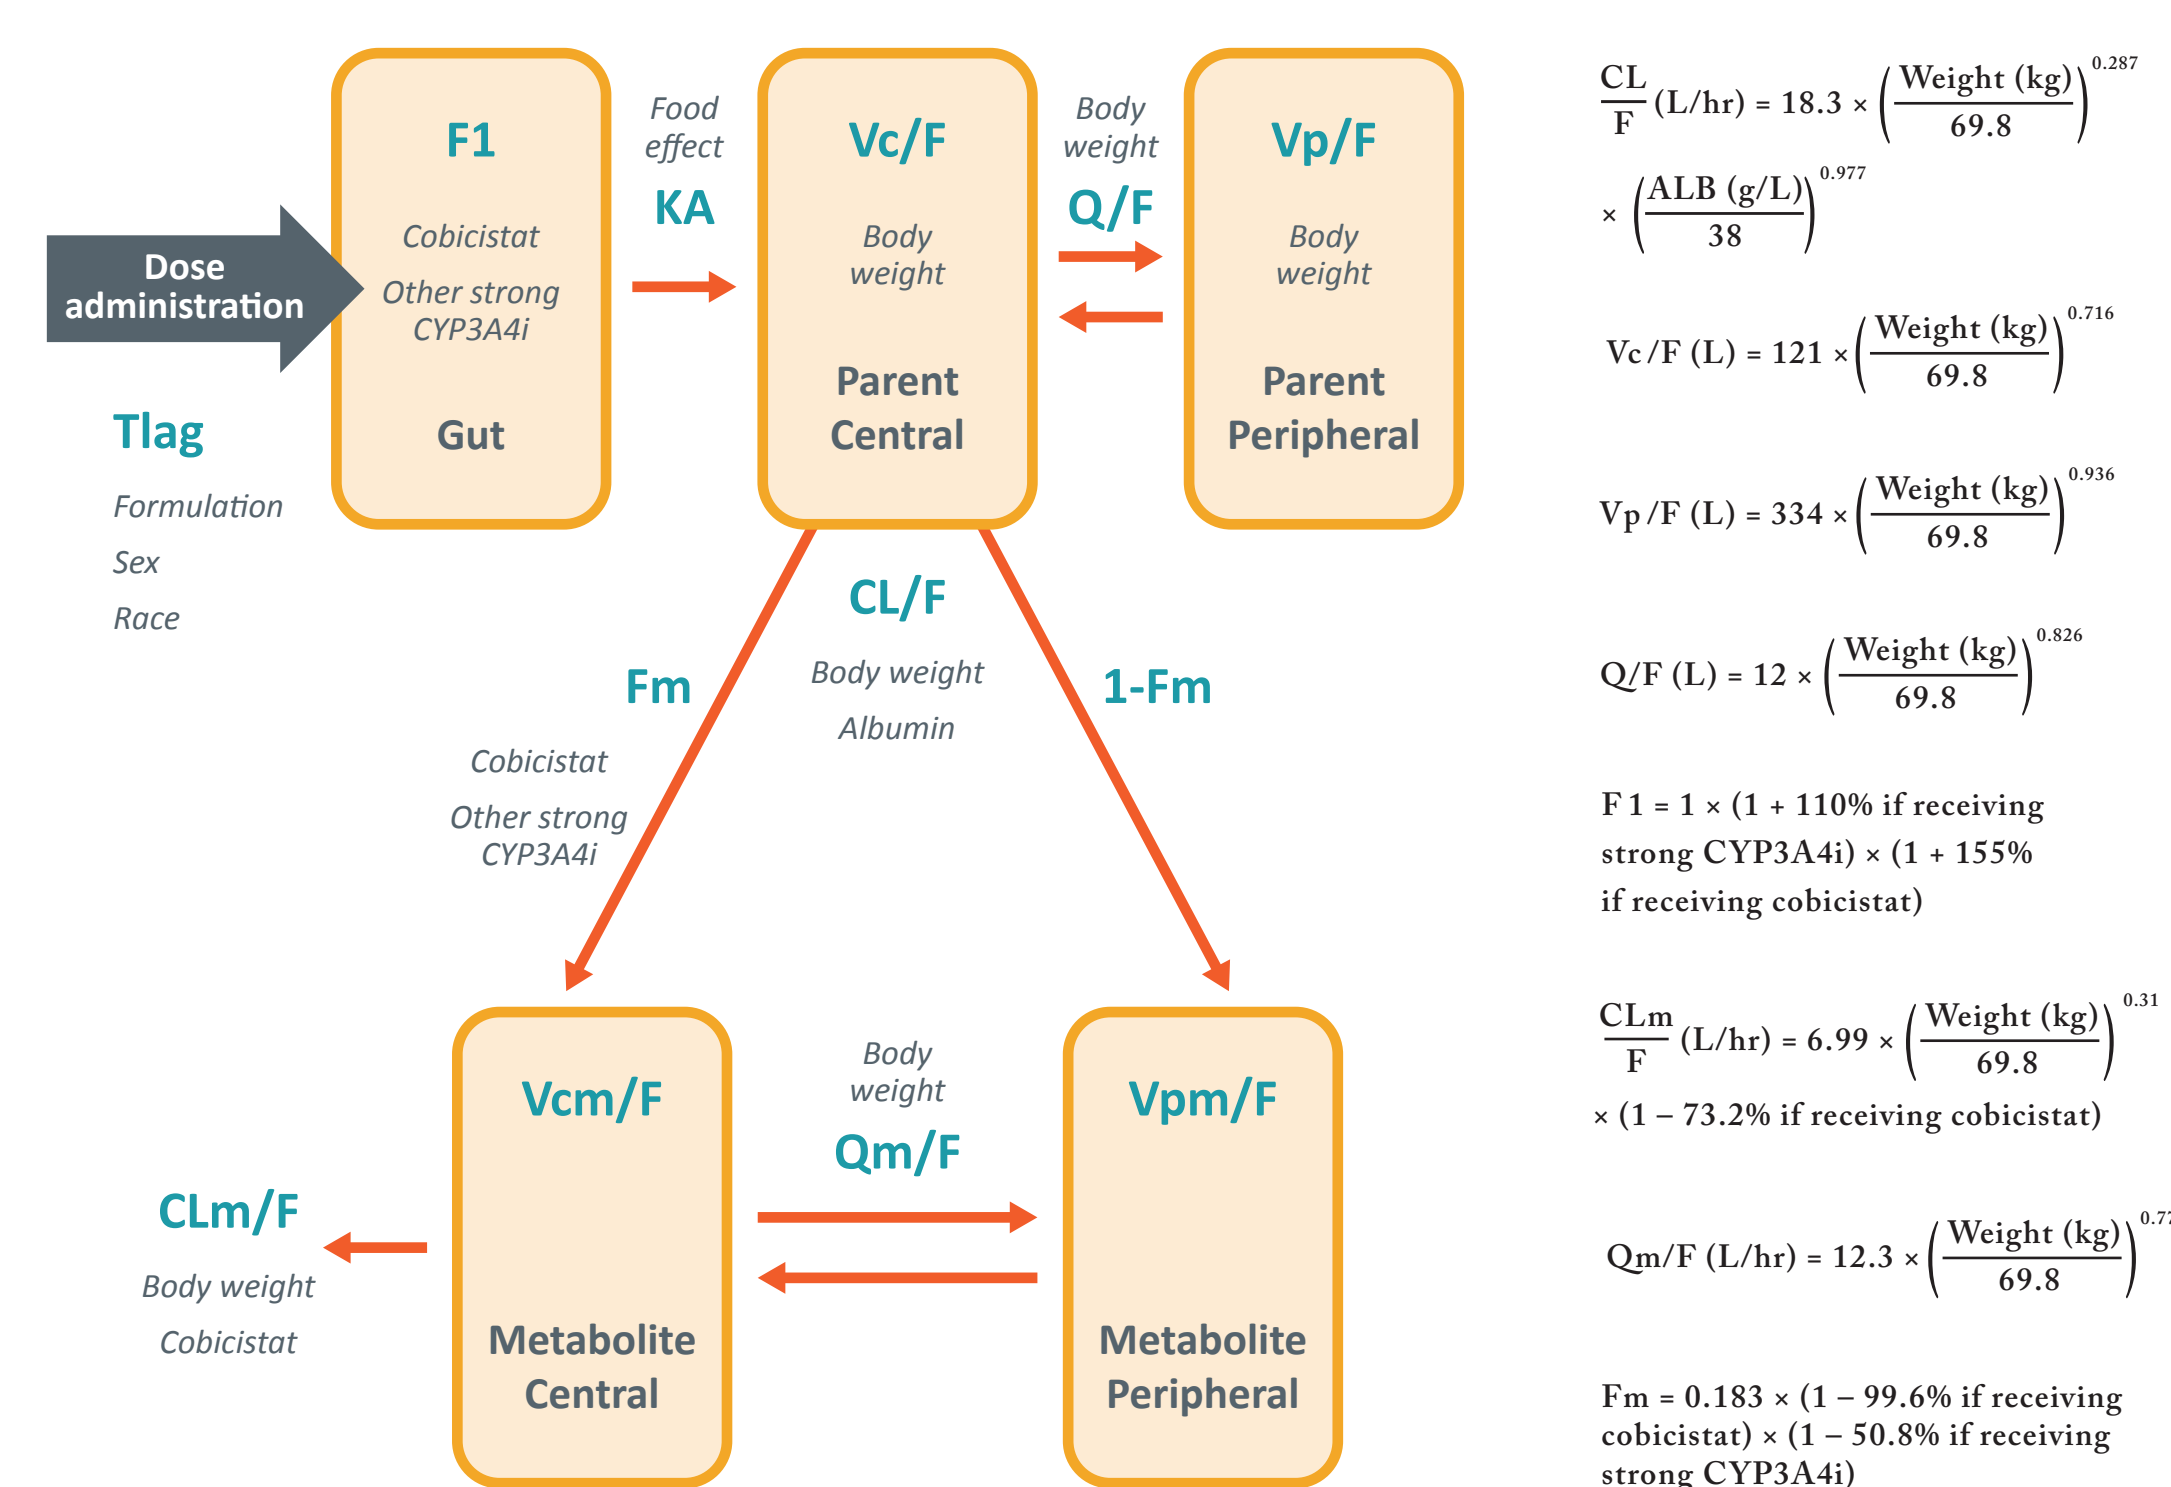 Dose
administration
Tlag
Formulation
Sex
Race
F1
Cobicistat
Other strong
CYP3A4i
Gut
Food
effect
KA
Vc/F
Body
weight
Parent
Central
Body
weight
Q/F
Vp/F
Body
weight
Parent
Peripheral
CL/F
Body weight
Albumin
Fm
Cobicistat
Other strong
CYP3A4i
1-Fm
Vcm/F
Metabolite
Central
Body
weight
Qm/F
Vpm/F
Metabolite
Peripheral
CLm/F
Body weight
Cobicistat
CL/F (L/hr) = 18.3 × (Weight (kg)/69.8)^0.287
× (ALB (g/L)/38)^0.977
Vc/F (L) = 121 × (Weight (kg)/69.8)^0.716
Vp/F (L) = 334 × (Weight (kg)/69.8)^0.936
Q/F (L) = 12 × (Weight (kg)/69.8)^0.826
F1 = 1 × (1 + 110% if receiving
strong CYP3A4i) × (1 + 155%
if receiving cobicistat)
CLm/F (L/hr) = 6.99 × (Weight (kg)/69.8)^0.31
× (1 – 73.2% if receiving cobicistat)
Qm/F (L/hr) = 12.3 × (Weight (kg)/69.8)^0.77
Fm = 0.183 × (1 – 99.6% if receiving
cobicistat) × (1 – 50.8% if receiving
strong CYP3A4i)